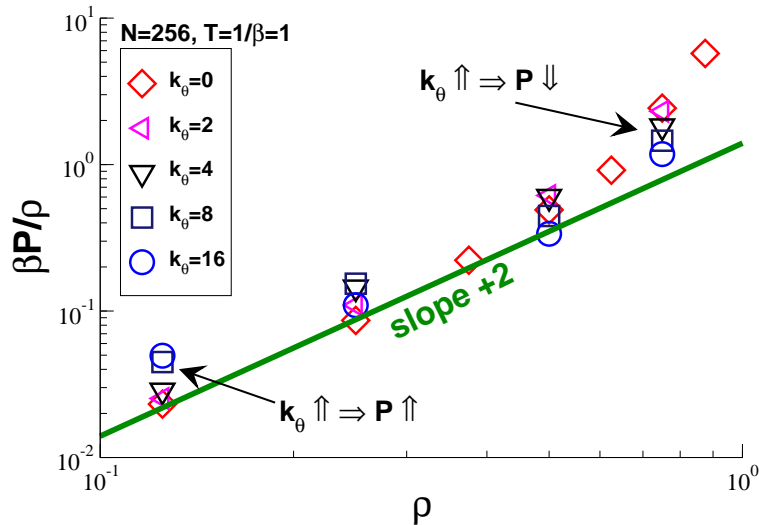 N=256, T=1/β=1
k_θ=0
k_θ=2
k_θ=4
k_θ=8
k_θ=16
k_θ ⇑ ⇒ P ⇓
k_θ ⇑ ⇒ P ⇑
slope +2
βP/ρ
10^1
10^0
10^-1
10^-2
10^-1
10^0
ρ